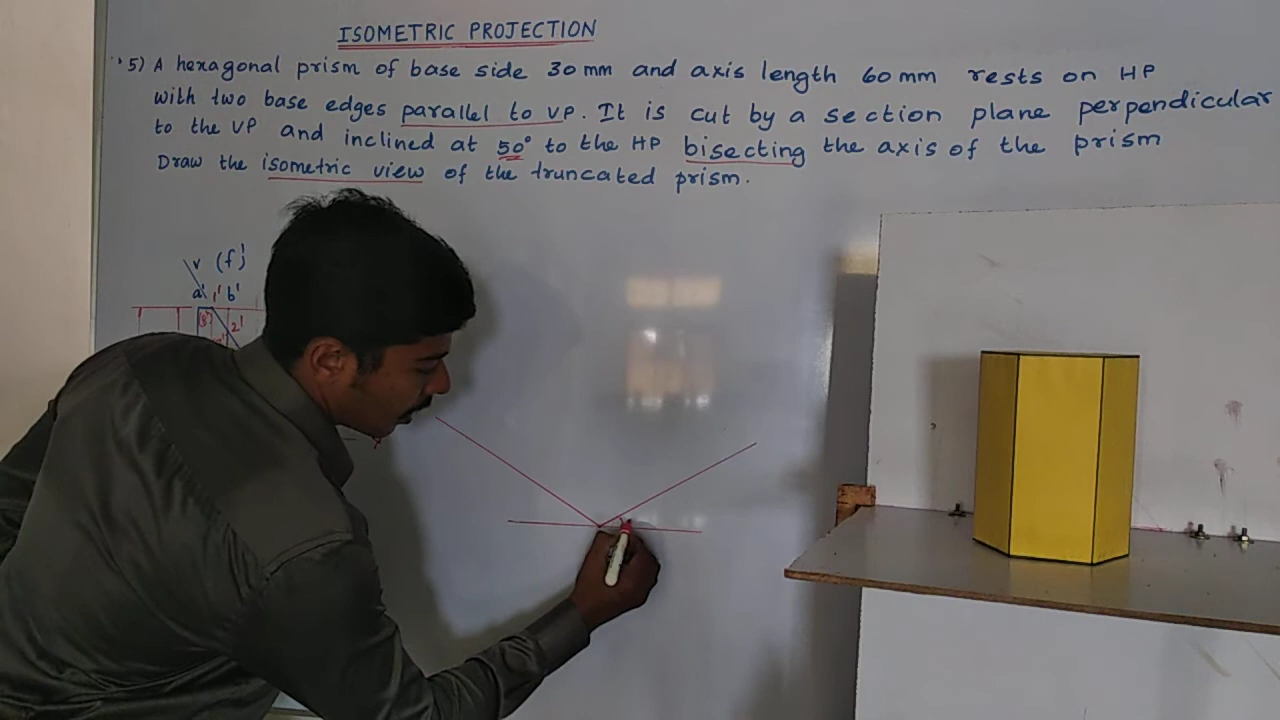 ISOMETRIC PROJECTION
5) A hexagonal prism of base side 30 mm and axis length 60 mm rests on HP
with two base edges parallel to VP. It is cut by a section plane perpendicular
to the VP and inclined at 50° to the HP bisecting the axis of the prism
Draw the isometric view of the truncated prism.
V (f')
a' 1' b'
2'